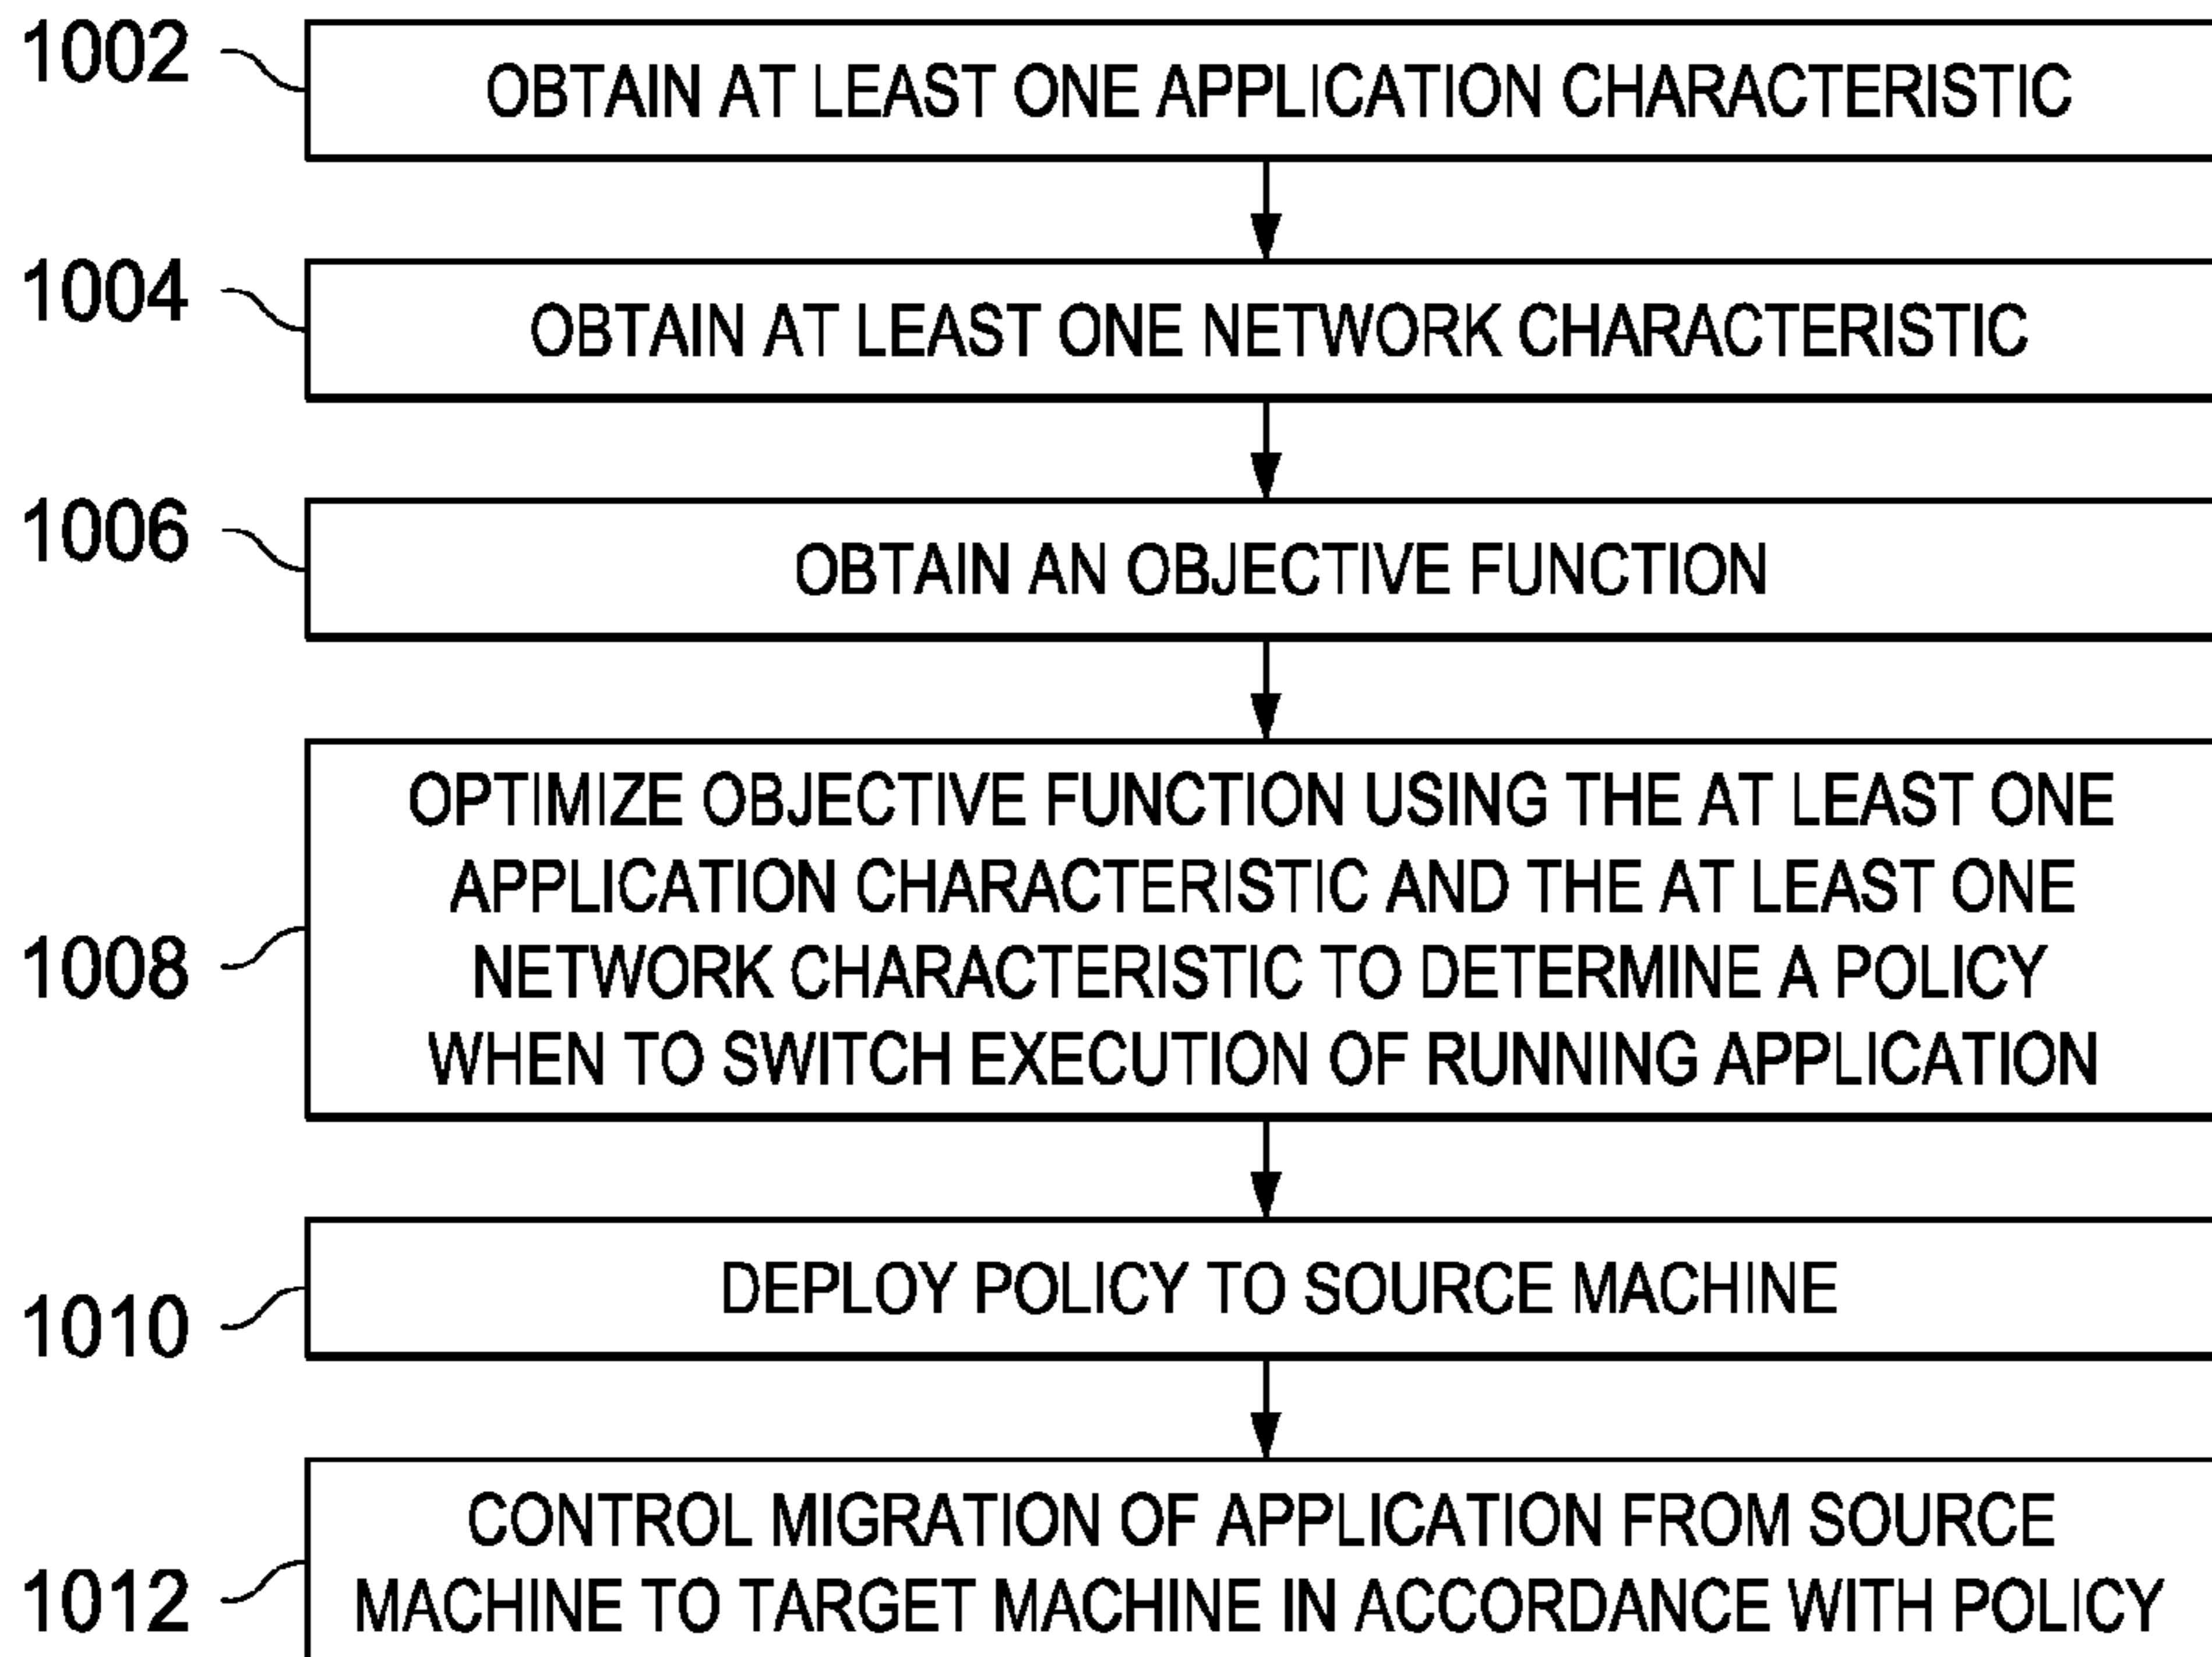 1002
OBTAIN AT LEAST ONE APPLICATION CHARACTERISTIC
1004
OBTAIN AT LEAST ONE NETWORK CHARACTERISTIC
1006
OBTAIN AN OBJECTIVE FUNCTION
1008
OPTIMIZE OBJECTIVE FUNCTION USING THE AT LEAST ONE
APPLICATION CHARACTERISTIC AND THE AT LEAST ONE
NETWORK CHARACTERISTIC TO DETERMINE A POLICY
WHEN TO SWITCH EXECUTION OF RUNNING APPLICATION
1010
DEPLOY POLICY TO SOURCE MACHINE
1012
CONTROL MIGRATION OF APPLICATION FROM SOURCE
MACHINE TO TARGET MACHINE IN ACCORDANCE WITH POLICY